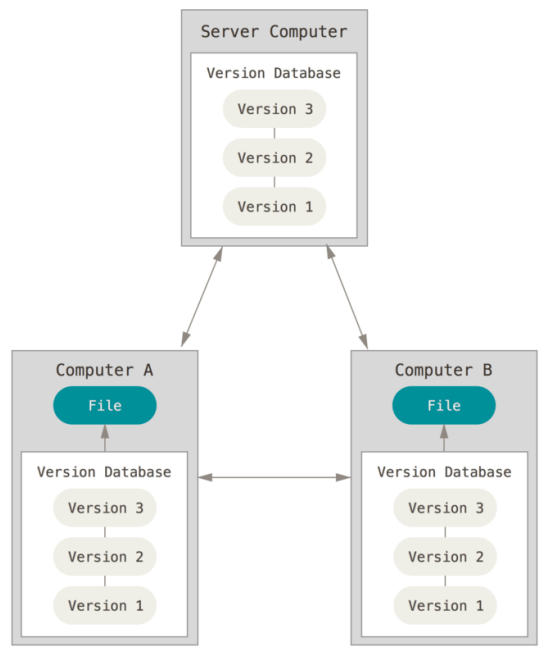 Server Computer
Version Database
Version 3
Version 2
Version 1
Computer A
File
Version Database
Version 3
Version 2
Version 1
Computer B
File
Version Database
Version 3
Version 2
Version 1